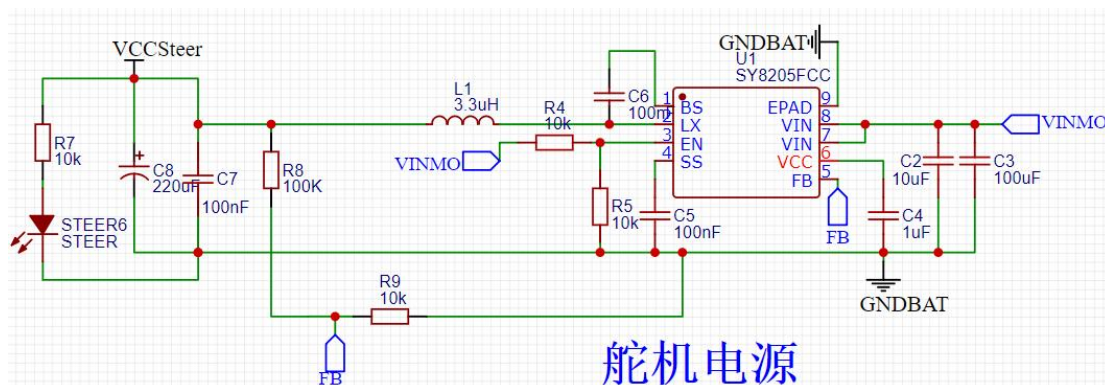 VCCSteer
R7
10k
C8
220uF
C7
100nF
STEER6
STEER
R8
100K
L1
3.3uH
R9
10k
FB
VINMO
R4
10k
R5
10k
C6
100n
C5
100nF
GNDBAT
U1
SY8205FCC
1 BS
2 LX
3 EN
4 SS
EPAD 9
VIN 8
VIN 7
VCC 6
FB 5
FB
C4
1uF
C2
10uF
C3
100uF
VINMO
GNDBAT
舵机电源